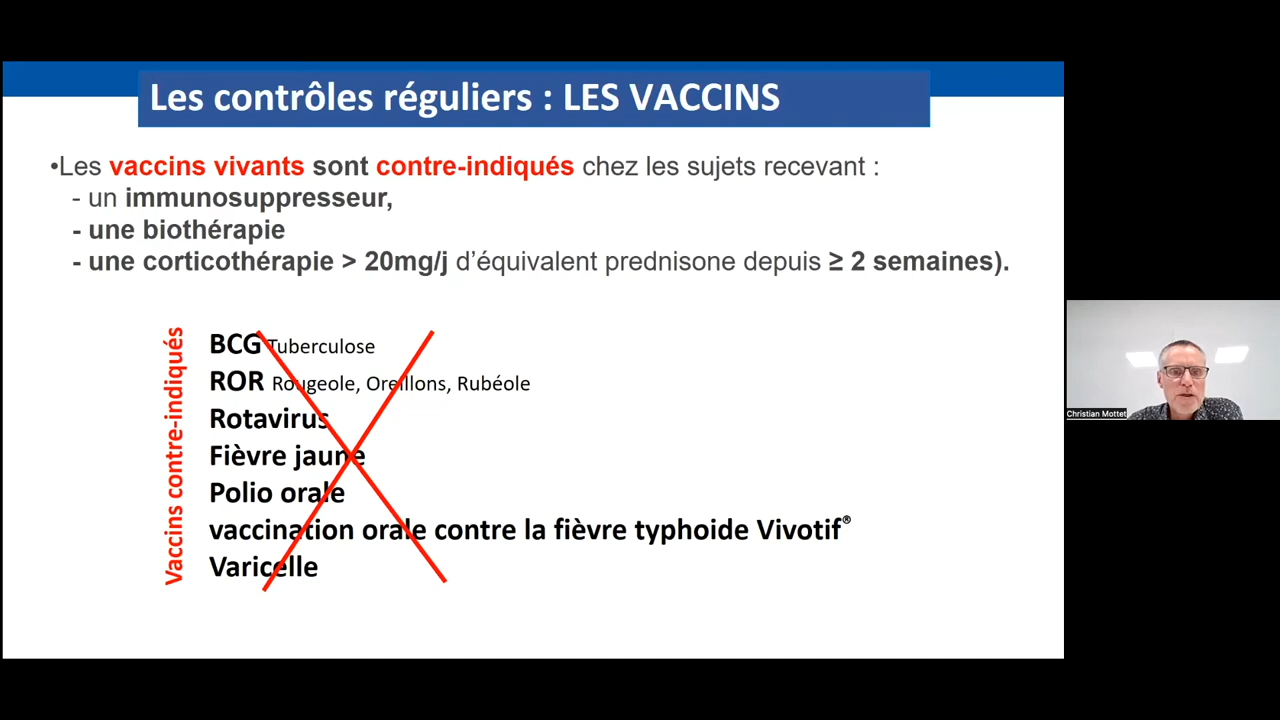 Les contrôles réguliers : LES VACCINS
•Les vaccins vivants sont contre-indiqués chez les sujets recevant :
- un immunosuppresseur,
- une biothérapie
- une corticothérapie > 20mg/j d’équivalent prednisone depuis ≥ 2 semaines).
Vaccins contre-indiqués
BCG Tuberculose
ROR Rougeole, Oreillons, Rubéole
Rotavirus
Fièvre jaune
Polio orale
vaccination orale contre la fièvre typhoide Vivotif®
Varicelle
Christian Mottet